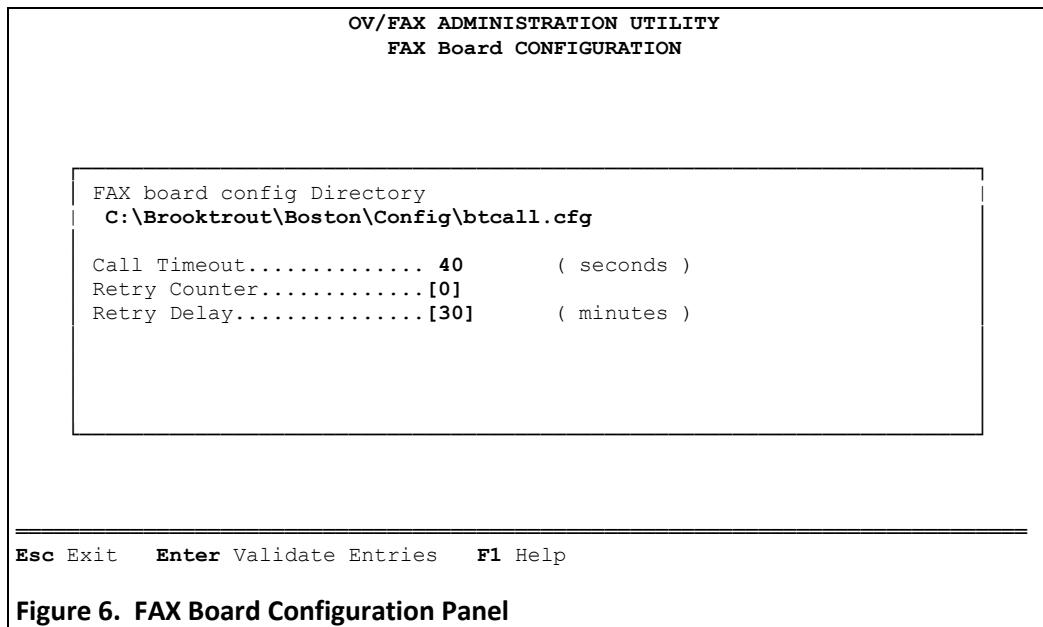 OV/FAX ADMINISTRATION UTILITY
FAX Board CONFIGURATION
FAX board config Directory
C:\Brooktrout\Boston\Config\btcall.cfg
Call Timeout.............. 40 ( seconds )
Retry Counter.............[0]
Retry Delay...............[30] ( minutes )
Esc Exit Enter Validate Entries F1 Help
Figure 6. FAX Board Configuration Panel